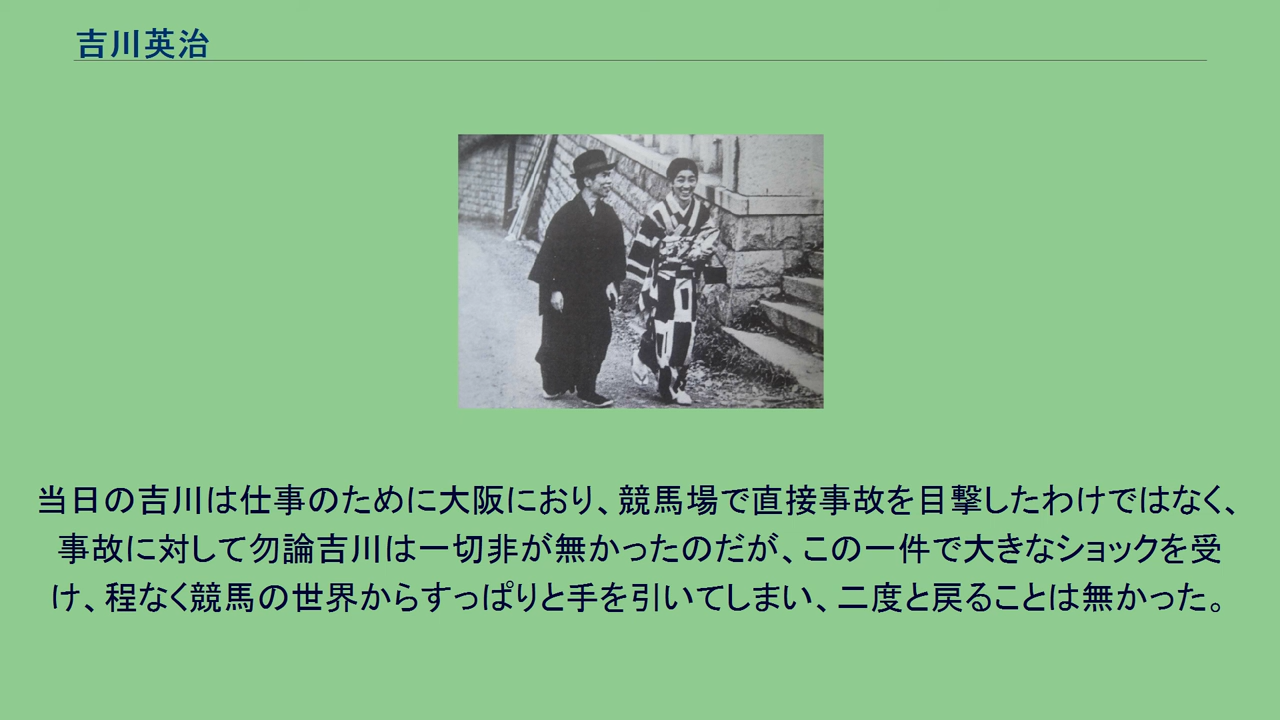 吉川英治
当日の吉川は仕事のために大阪におり、競馬場で直接事故を目撃したわけではなく、
事故に対して勿論吉川は一切非が無かったのだが、この一件で大きなショックを受
け、程なく競馬の世界からすっぱりと手を引いてしまい、二度と戻ることは無かった。